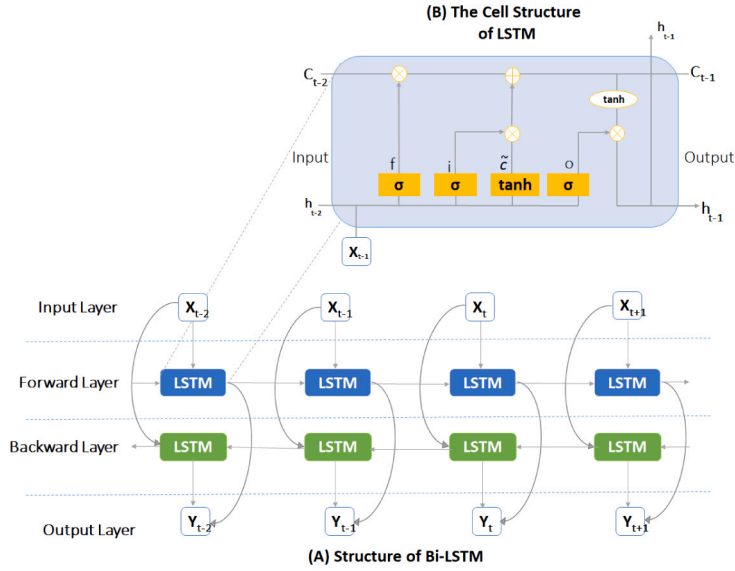 (B) The Cell Structure
of LSTM
h t-1
C t-2
C t-1
tanh
Input
Output
f
i
c̃
o
σ
σ
tanh
σ
h t-2
h t-1
X t-1
Input Layer
X t-2
X t-1
X t
X t+1
Forward Layer
LSTM
LSTM
LSTM
LSTM
Backward Layer
LSTM
LSTM
LSTM
LSTM
Output Layer
Y t-2
Y t-1
Y t
Y t+1
(A) Structure of Bi-LSTM